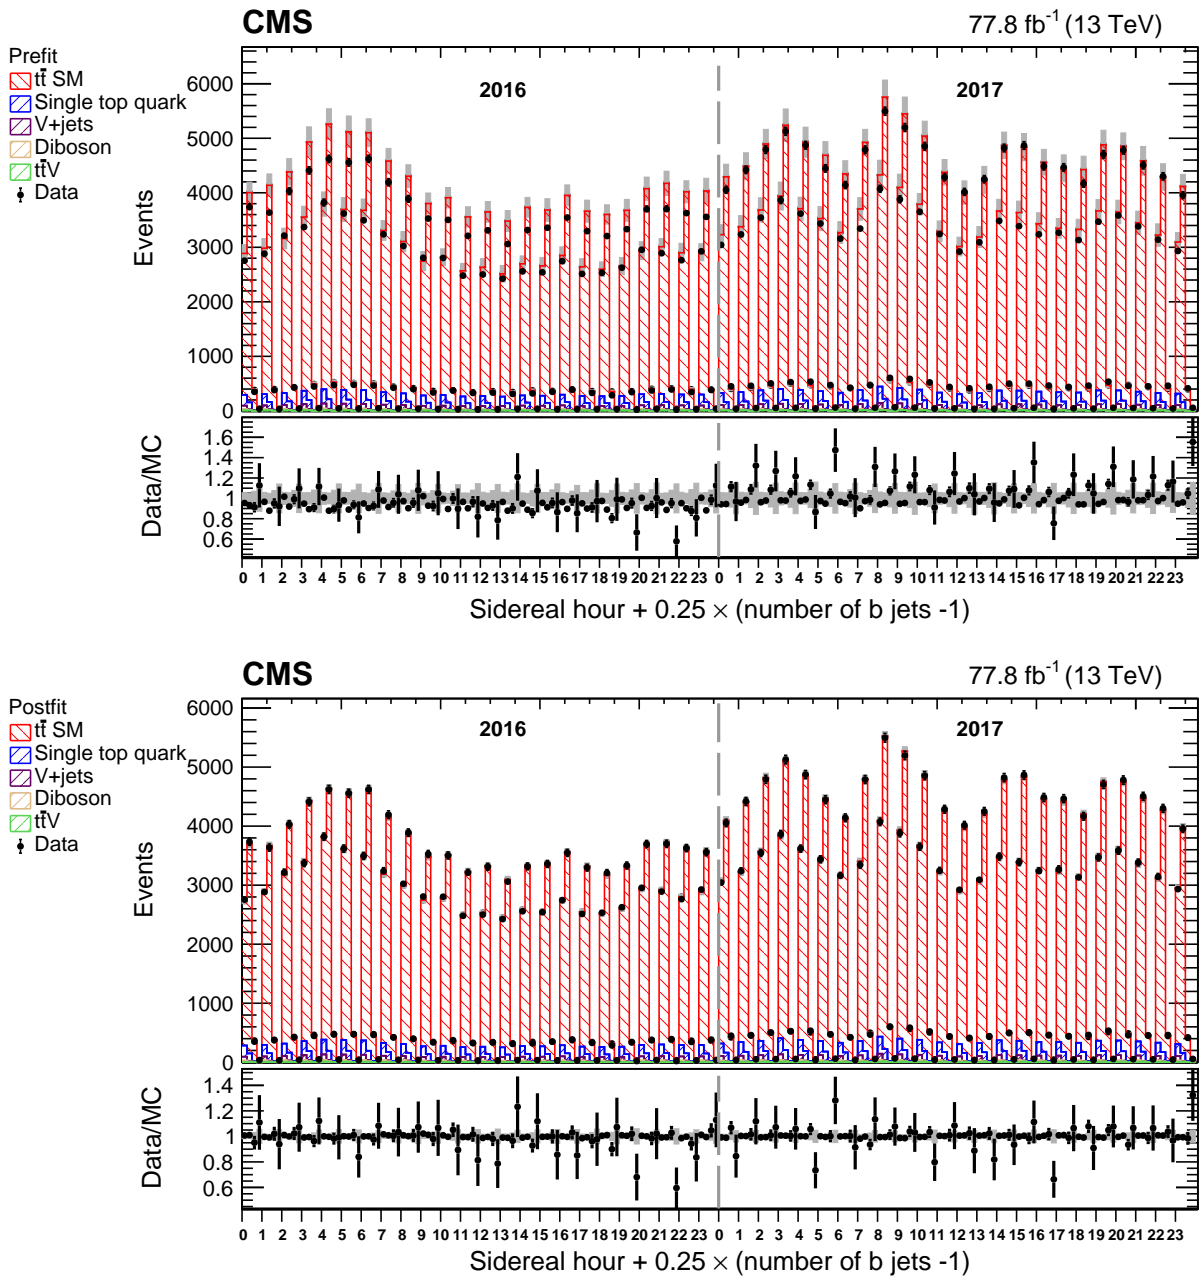 CMS 77.8 fb⁻¹ (13 TeV)
Prefit
tt̄ SM
Single top quark
V+jets
Diboson
tt̄V
Data
2016 2017
Events
6000
5000
4000
3000
2000
1000
0
Data/MC
1.6
1.4
1.2
1
0.8
0.6
0 1 2 3 4 5 6 7 8 9 10 11 12 13 14 15 16 17 18 19 20 21 22 23 0 1 2 3 4 5 6 7 8 9 10 11 12 13 14 15 16 17 18 19 20 21 22 23
Sidereal hour + 0.25 × (number of b jets -1)
CMS 77.8 fb⁻¹ (13 TeV)
Postfit
tt̄ SM
Single top quark
V+jets
Diboson
tt̄V
Data
2016 2017
Events
6000
5000
4000
3000
2000
1000
0
Data/MC
1.4
1.2
1
0.8
0.6
0 1 2 3 4 5 6 7 8 9 10 11 12 13 14 15 16 17 18 19 20 21 22 23 0 1 2 3 4 5 6 7 8 9 10 11 12 13 14 15 16 17 18 19 20 21 22 23
Sidereal hour + 0.25 × (number of b jets -1)